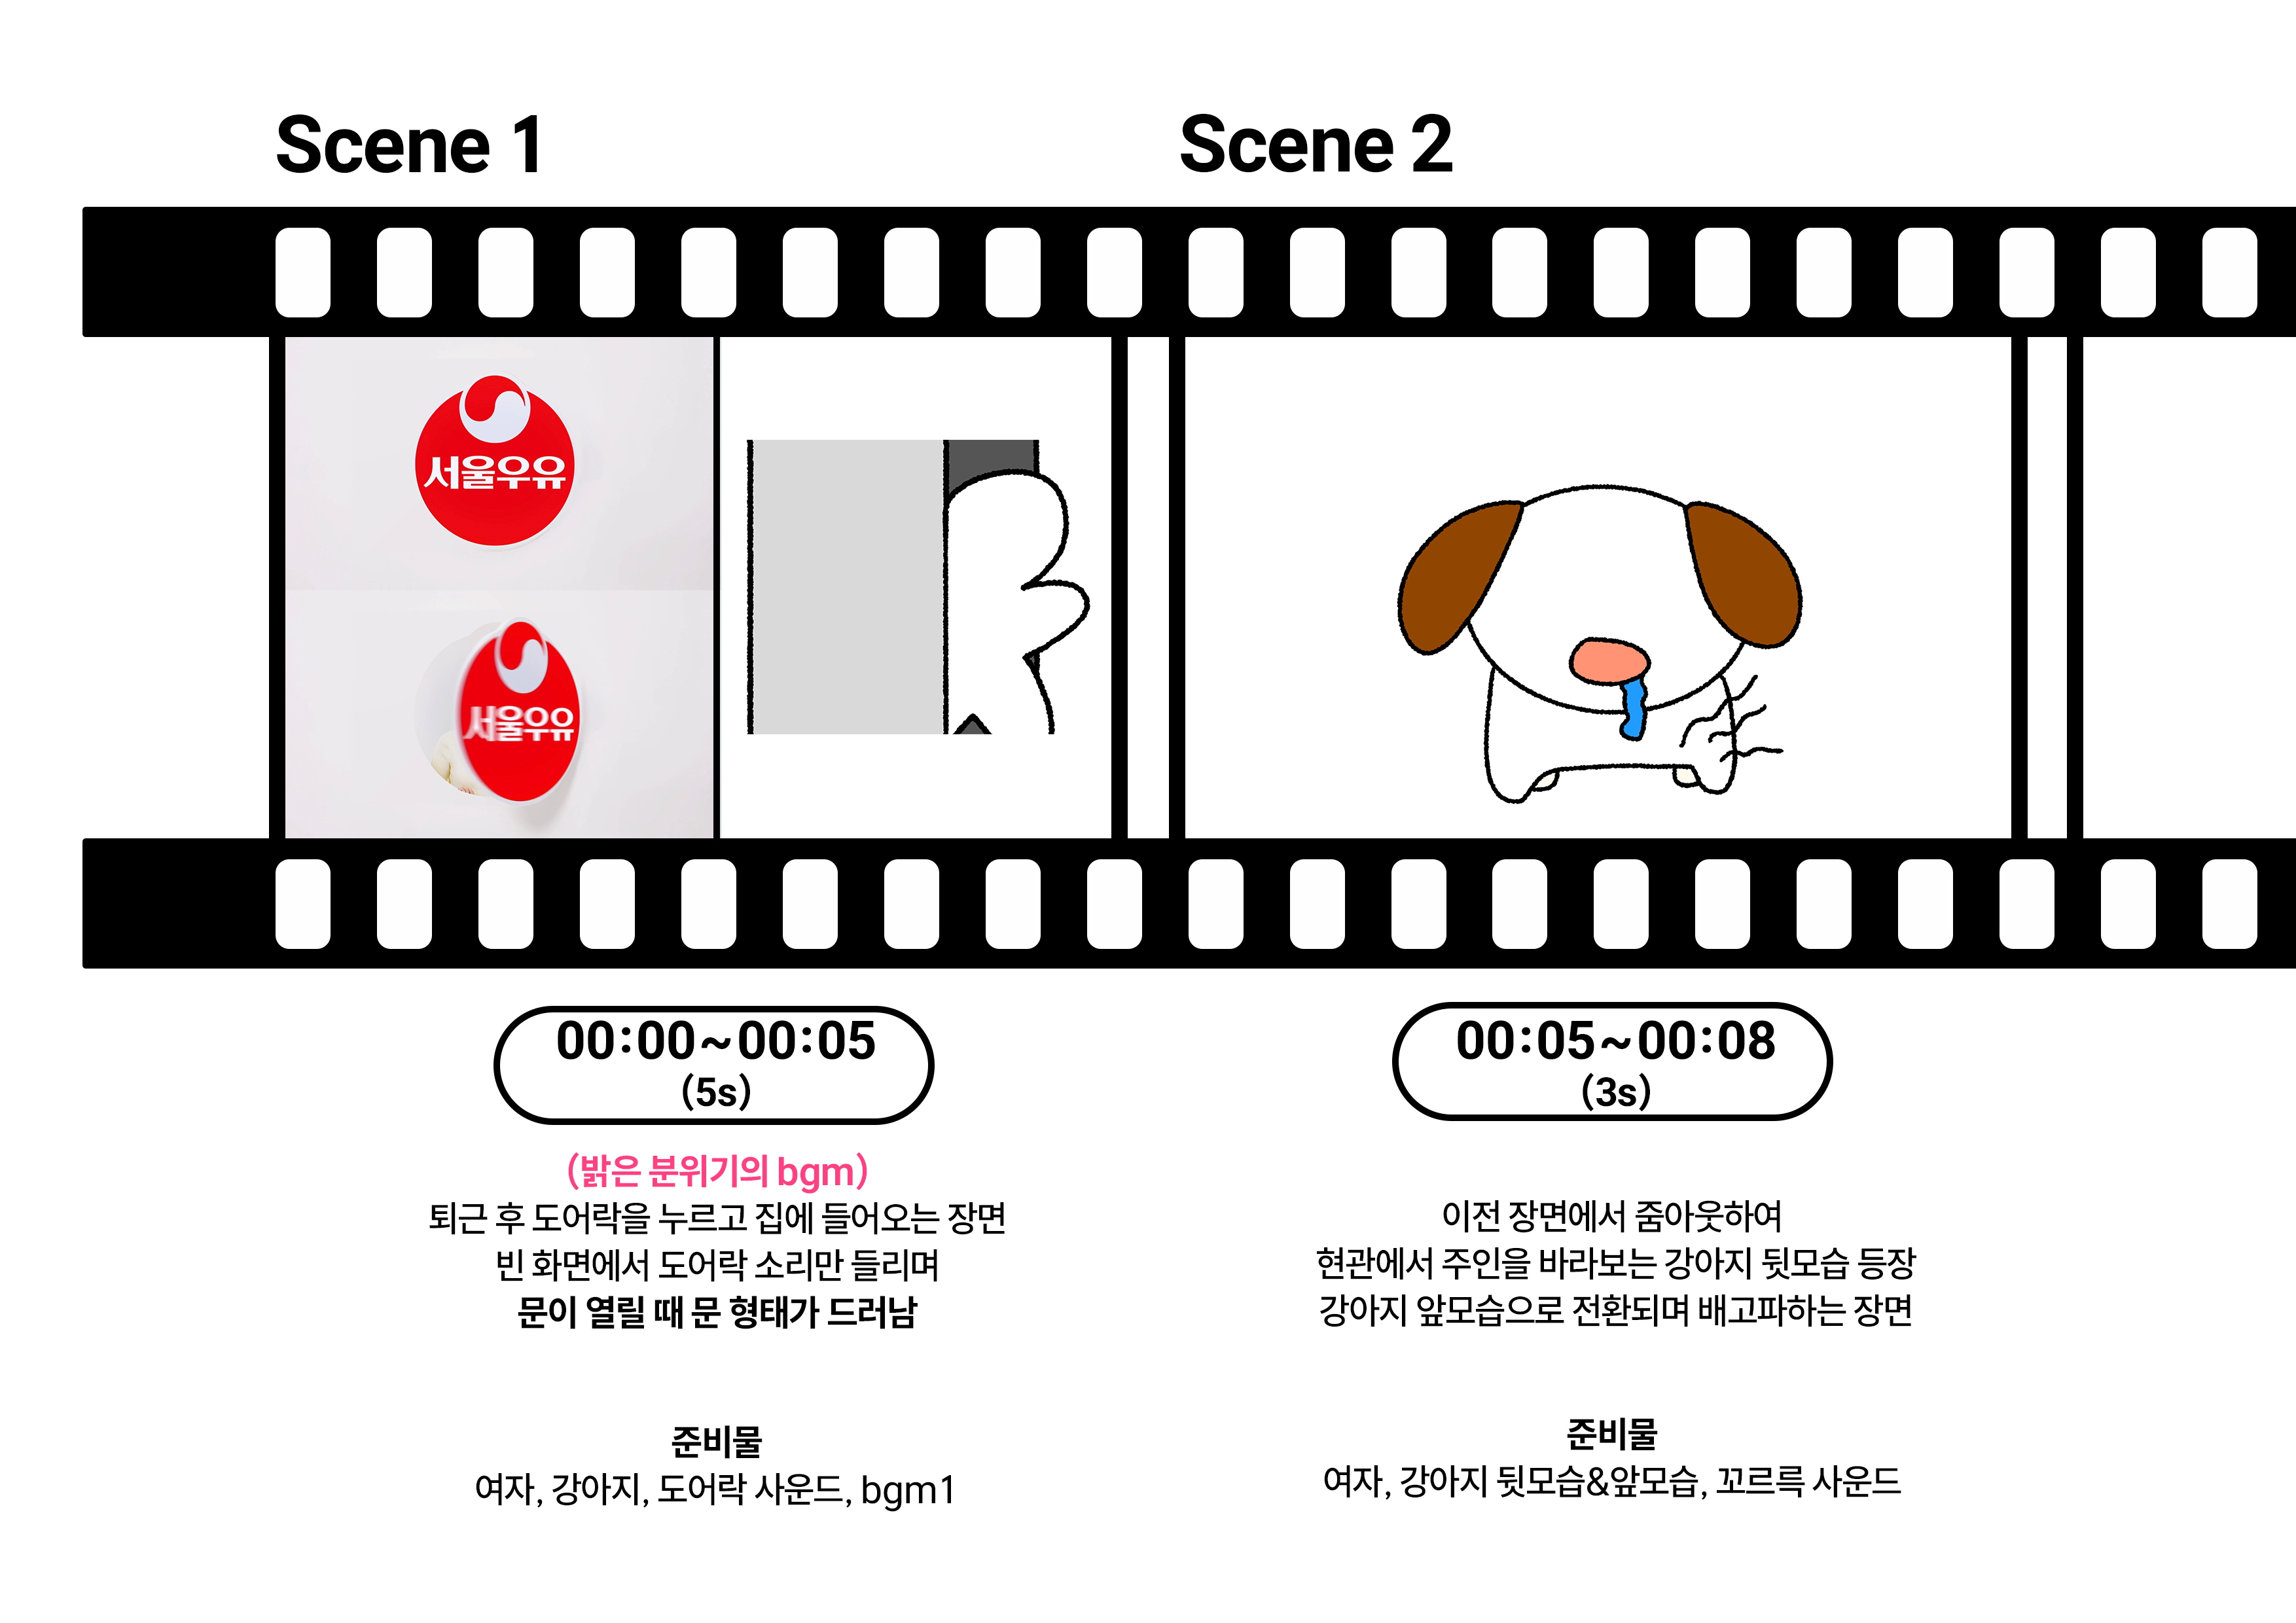 Scene 1
Scene 2
서울우유
서울우유
00:00~00:05
(5s)
(밝은 분위기의 bgm)
퇴근 후 도어락을 누르고 집에 들어오는 장면
빈 화면에서 도어락 소리만 들리며
문이 열릴 때 문 형태가 드러남
준비물
여자, 강아지, 도어락 사운드, bgm1
00:05~00:08
(3s)
이전 장면에서 줌아웃하여
현관에서 주인을 바라보는 강아지 뒷모습 등장
강아지 앞모습으로 전환되며 배고파하는 장면
준비물
여자, 강아지 뒷모습&앞모습, 꼬르륵 사운드